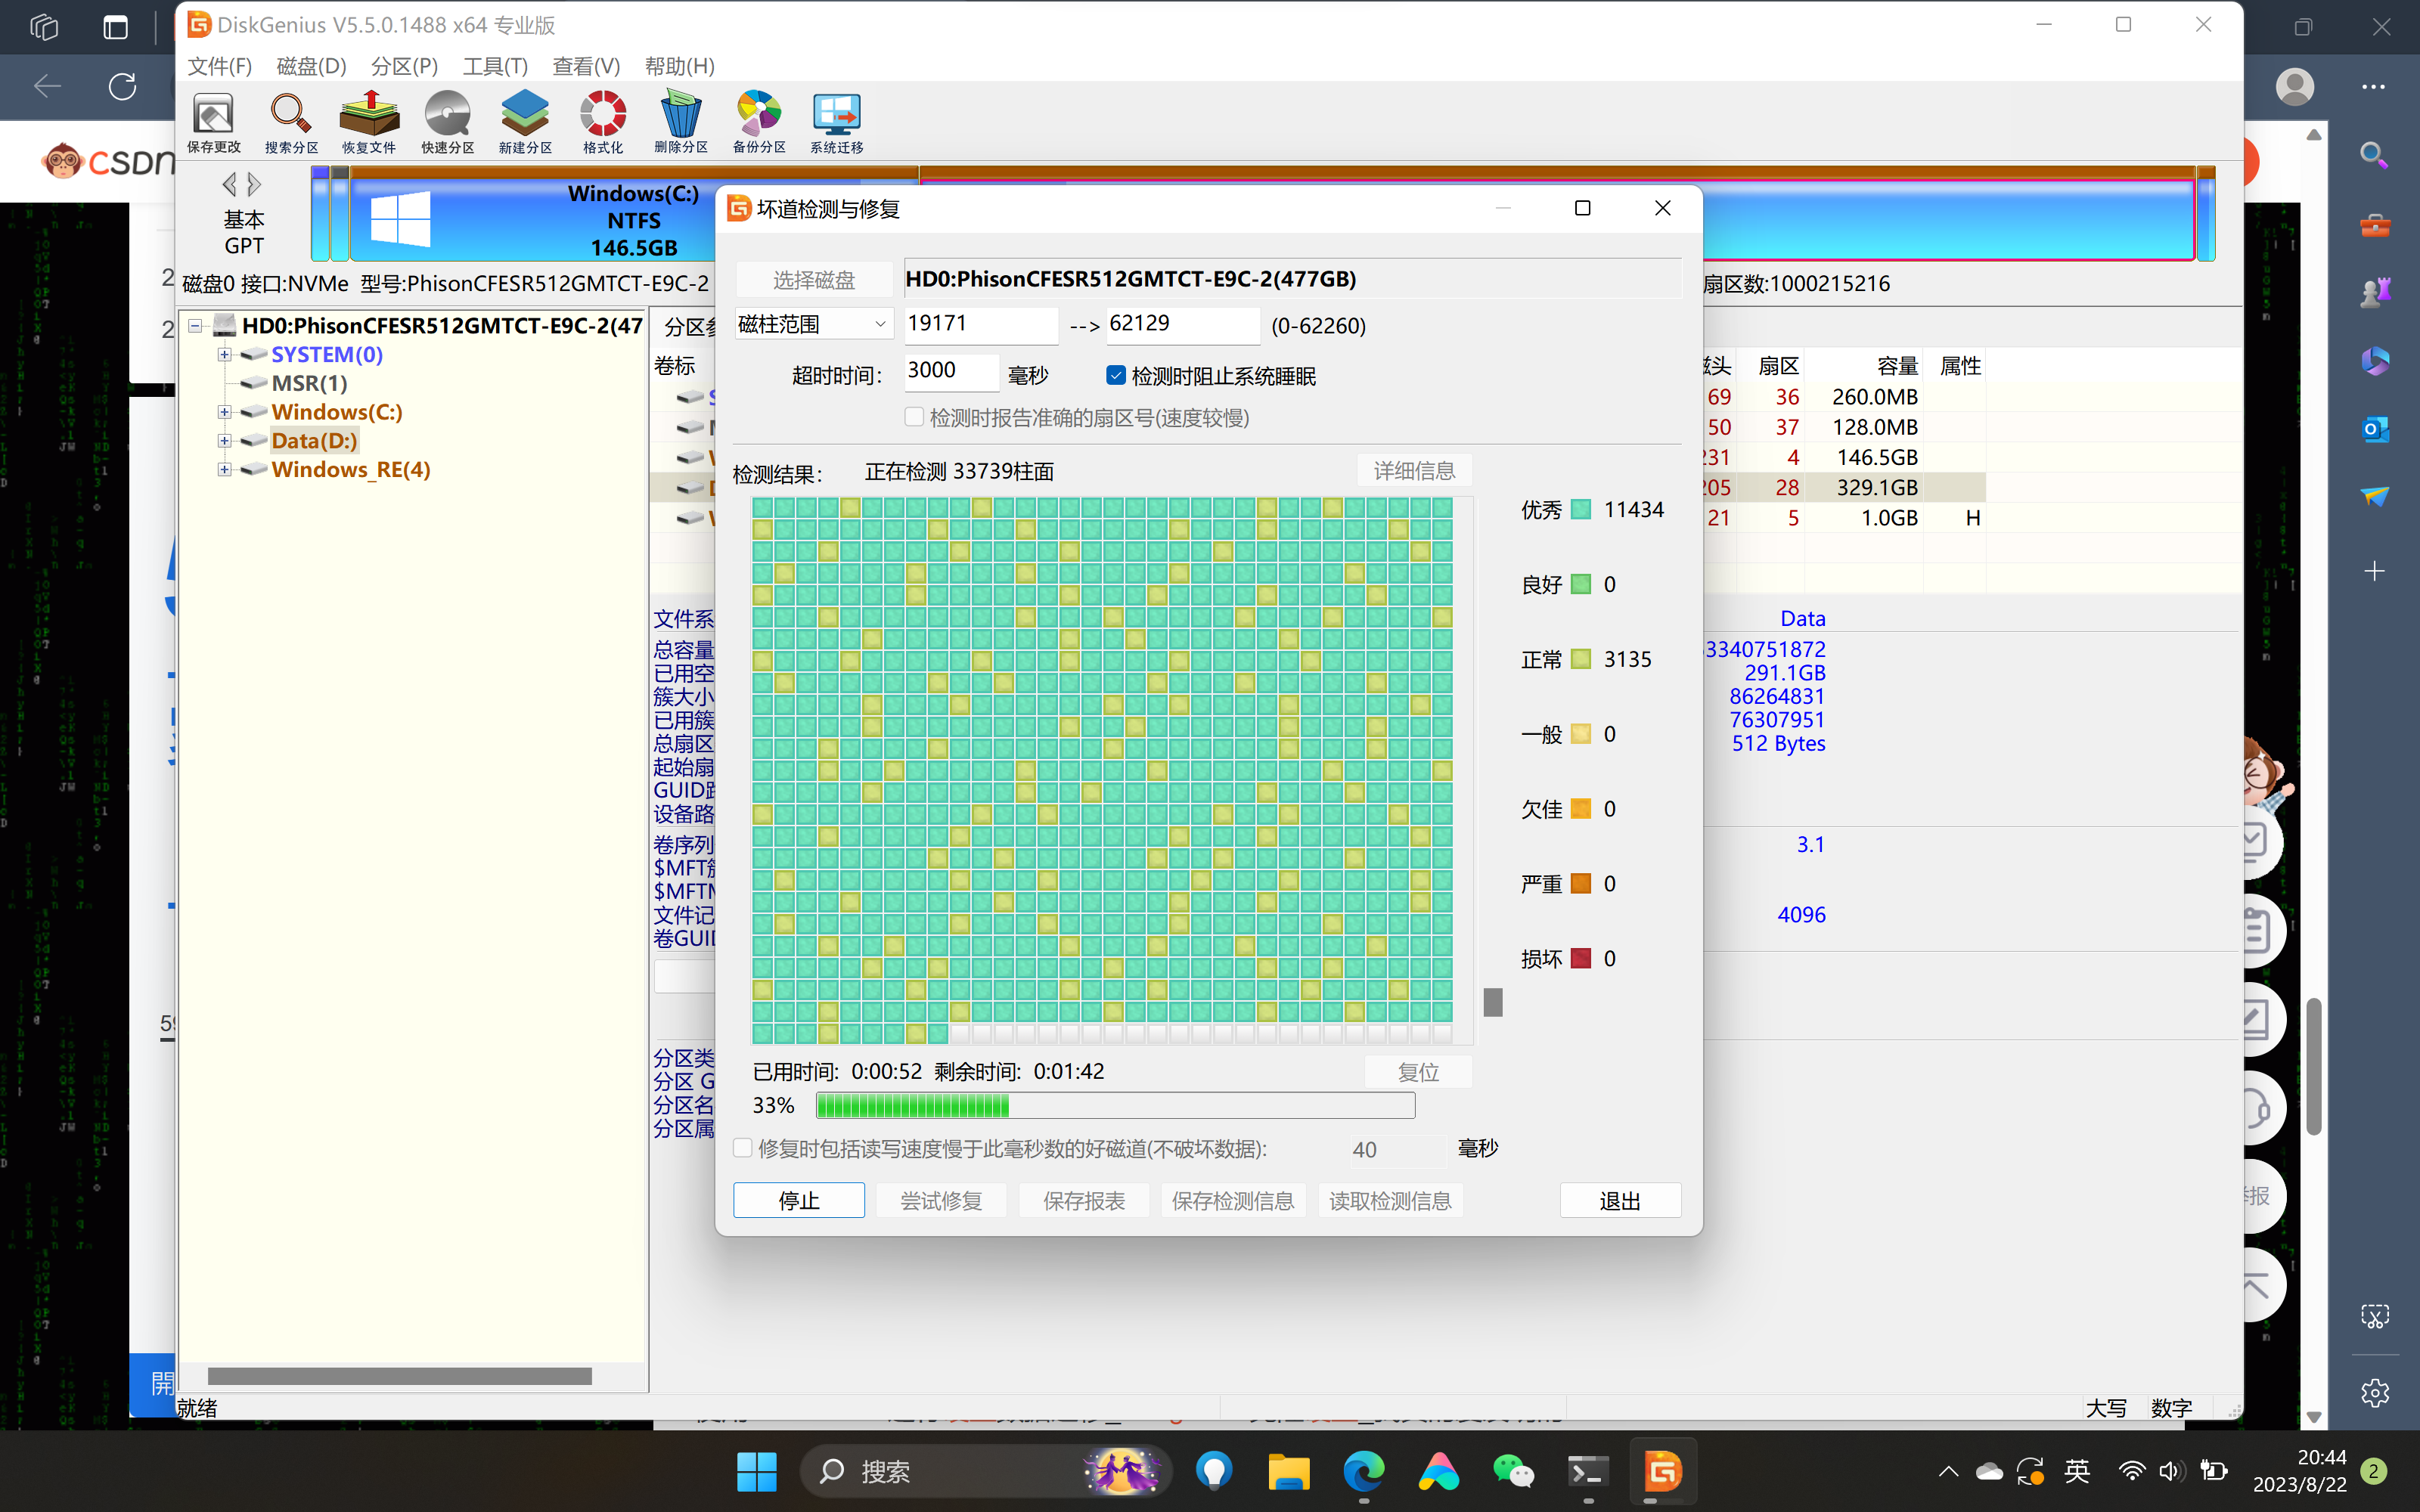 DiskGenius V5.5.0.1488 x64 专业版
文件(F) 磁盘(D) 分区(P) 工具(T) 查看(V) 帮助(H)
保存更改 搜索分区 恢复文件 快速分区 新建分区 格式化 删除分区 备份分区 系统迁移
CSDN
基本
GPT
Windows(C:)
NTFS
146.5GB
磁盘0 接口:NVMe 型号:PhisonCFESR512GMTCT-E9C-2
扇区数:1000215216
HD0:PhisonCFESR512GMTCT-E9C-2(47
SYSTEM(0)
MSR(1)
Windows(C:)
Data(D:)
Windows_RE(4)
分区参
卷标
头 扇区 容量 属性
69 36 260.0MB
50 37 128.0MB
231 4 146.5GB
205 28 329.1GB
21 5 1.0GB H
文件系
Data
总容量
3340751872
已用空
291.1GB
簇大小
86264831
已用簇
76307951
总扇区
512 Bytes
起始扇
GUID路
设备路
卷序列
3.1
$MFT簇
$MFTM
文件记
4096
卷GUID
分区类
分区 G
分区名
分区属
坏道检测与修复
选择磁盘 HD0:PhisonCFESR512GMTCT-E9C-2(477GB)
磁柱范围 19171 --> 62129 (0-62260)
超时时间: 3000 毫秒 检测时阻止系统睡眠
检测时报告准确的扇区号(速度较慢)
检测结果: 正在检测 33739柱面 详细信息
优秀 11434
良好 0
正常 3135
一般 0
欠佳 0
严重 0
损坏 0
已用时间: 0:00:52 剩余时间: 0:01:42 复位
33%
修复时包括读写速度慢于此毫秒数的好磁道(不破坏数据): 40 毫秒
停止 尝试修复 保存报表 保存检测信息 读取检测信息 退出
举报
開
就绪
大写 数字
搜索
英
20:44
2023/8/22
2